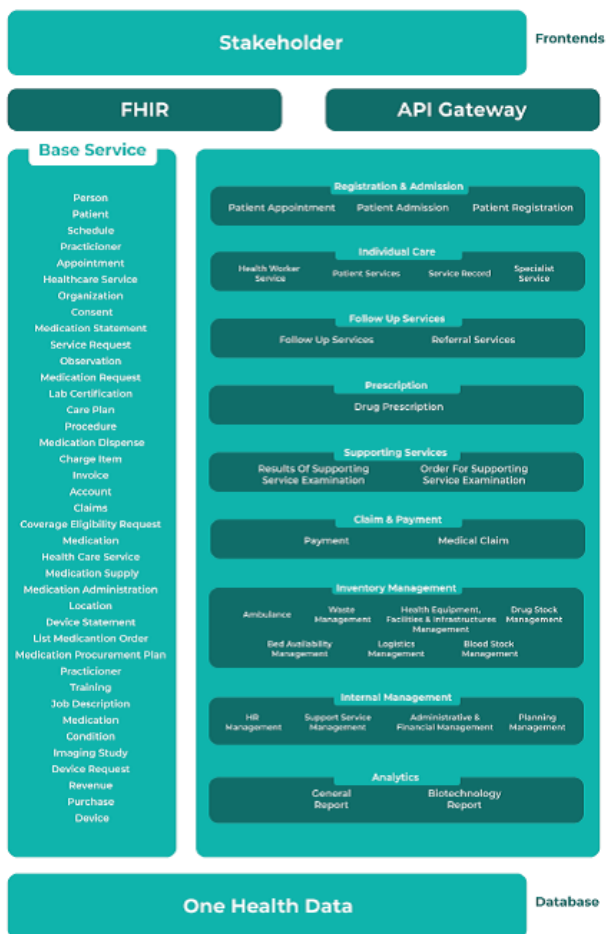 Stakeholder
Frontends
FHIR
API Gateway
Base Service
Person
Patient
Schedule
Practicioner
Appointment
Healthcare Service
Organization
Consent
Medication Statement
Service Request
Observation
Medication Request
Lab Certification
Care Plan
Procedure
Medication Dispense
Charge Item
Invoice
Account
Claims
Coverage Eligibility Request
Medication
Health Care Service
Medication Supply
Medication Administration
Location
Device Statement
List Medicantion Order
Medication Procurement Plan
Practicioner
Training
Job Description
Medication
Condition
Imaging Study
Device Request
Revenue
Purchase
Device
Registration & Admission
Patient Appointment
Patient Admission
Patient Registration
Individual Care
Health Worker
Service
Patient Services
Service Record
Specialist
Service
Follow Up Services
Follow Up Services
Referral Services
Prescription
Drug Prescription
Supporting Services
Results Of Supporting
Service Examination
Order For Supporting
Service Examination
Claim & Payment
Payment
Medical Claim
Inventory Management
Ambulance
Waste
Management
Health Equipment,
Facilities & Infrastructures
Management
Drug Stock
Management
Bed Availability
Management
Logistics
Management
Blood Stock
Management
Internal Management
HR
Management
Support Service
Management
Administrative &
Financial Management
Planning
Management
Analytics
General
Report
Biotechnology
Report
One Health Data
Database